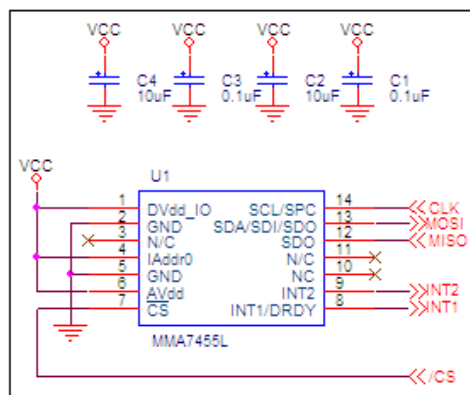 VCC VCC VCC VCC
C4 C3 C2 C1
10uF 0.1uF 10uF 0.1uF
VCC
U1
1 DVdd_IO SCL/SPC 14 CLK
2 GND SDA/SDI/SDO 13 MOSI
3 N/C SDO 12 MISO
4 IAddr0 N/C 11
5 GND NC 10
6 AVdd INT2 9 INT2
7 CS INT1/DRDY 8 INT1
MMA7455L
/CS